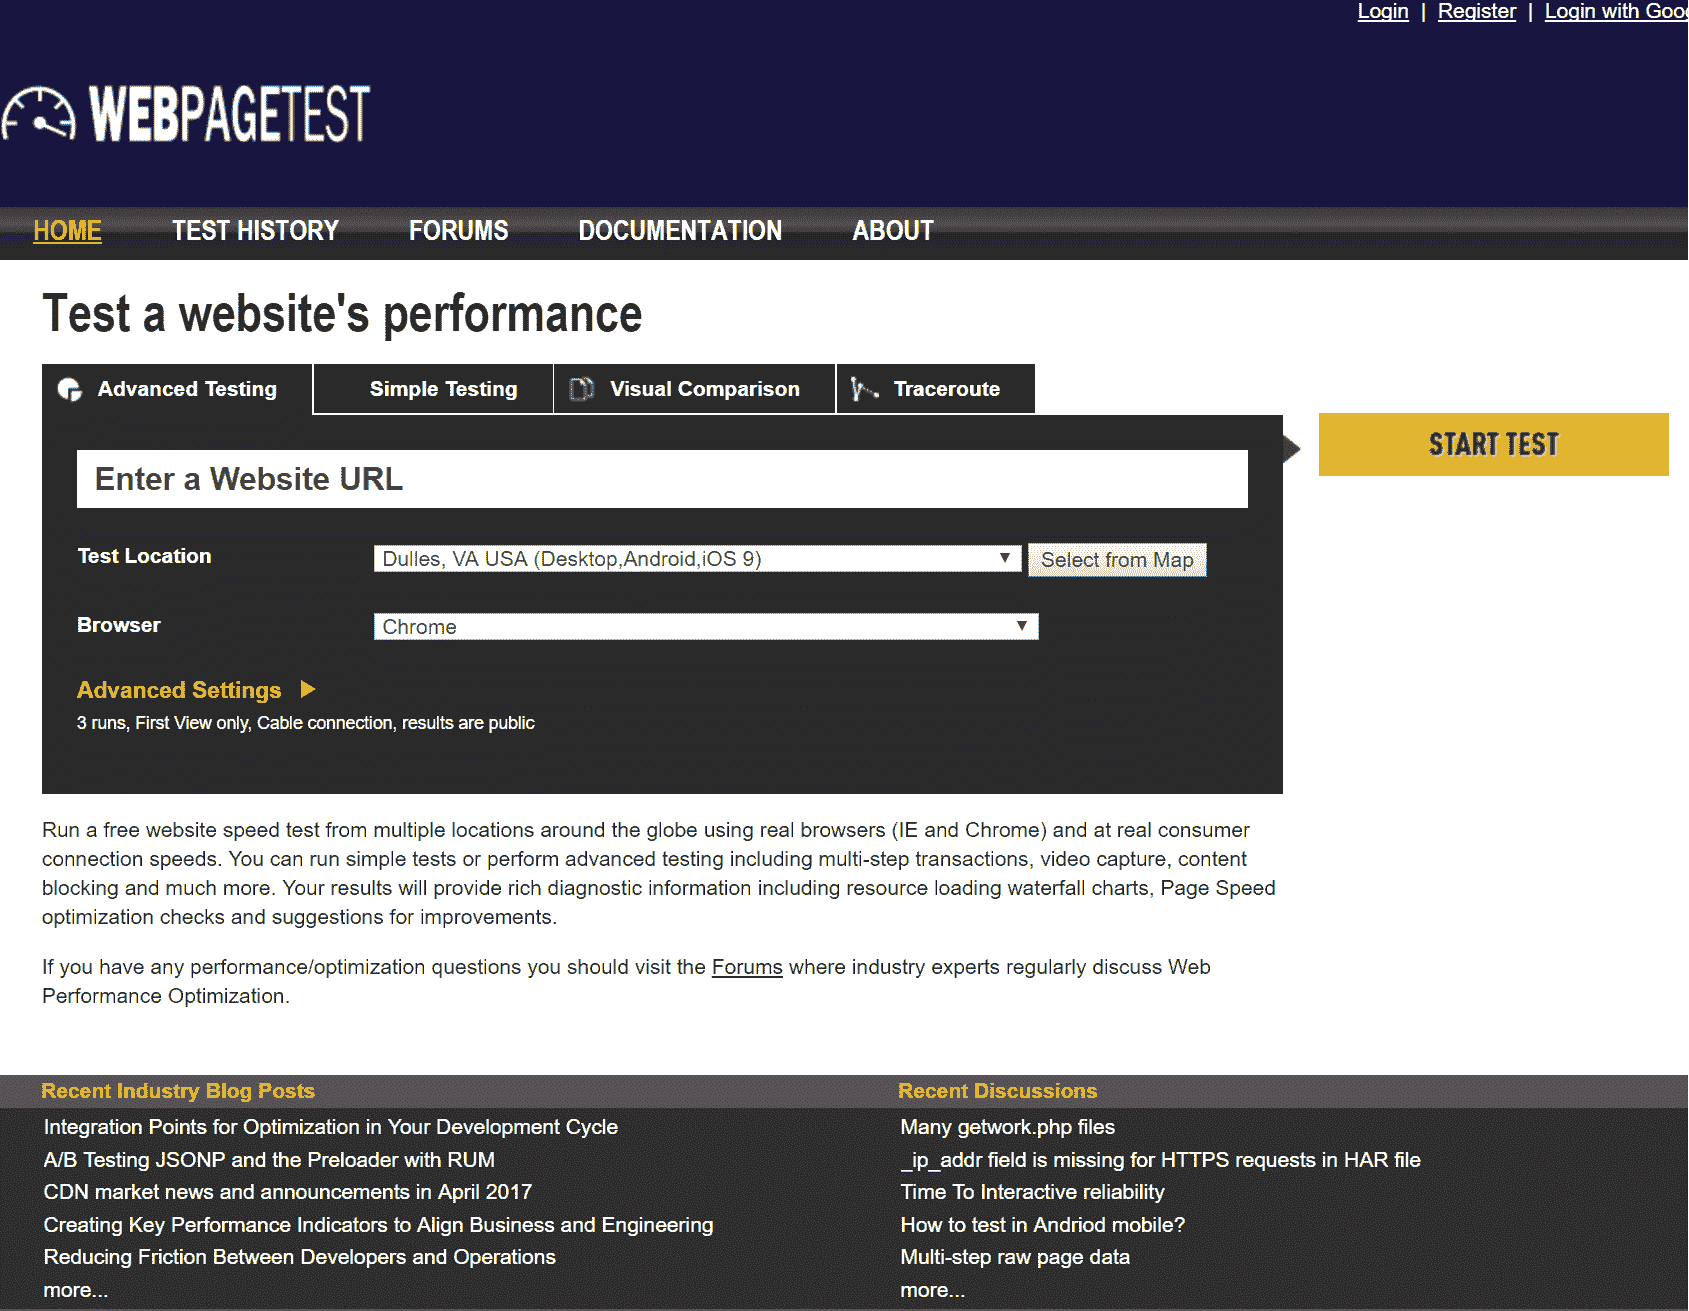 Login | Register | Login with Goo
WEBPAGETEST
HOME TEST HISTORY FORUMS DOCUMENTATION ABOUT
Test a website's performance
Advanced Testing Simple Testing Visual Comparison Traceroute
Enter a Website URL
START TEST
Test Location Dulles, VA USA (Desktop,Android,iOS 9) Select from Map
Browser Chrome
Advanced Settings
3 runs, First View only, Cable connection, results are public
Run a free website speed test from multiple locations around the globe using real browsers (IE and Chrome) and at real consumer
connection speeds. You can run simple tests or perform advanced testing including multi-step transactions, video capture, content
blocking and much more. Your results will provide rich diagnostic information including resource loading waterfall charts, Page Speed
optimization checks and suggestions for improvements.
If you have any performance/optimization questions you should visit the Forums where industry experts regularly discuss Web
Performance Optimization.
Recent Industry Blog Posts
Integration Points for Optimization in Your Development Cycle
A/B Testing JSONP and the Preloader with RUM
CDN market news and announcements in April 2017
Creating Key Performance Indicators to Align Business and Engineering
Reducing Friction Between Developers and Operations
more...
Recent Discussions
Many getwork.php files
_ip_addr field is missing for HTTPS requests in HAR file
Time To Interactive reliability
How to test in Andriod mobile?
Multi-step raw page data
more...